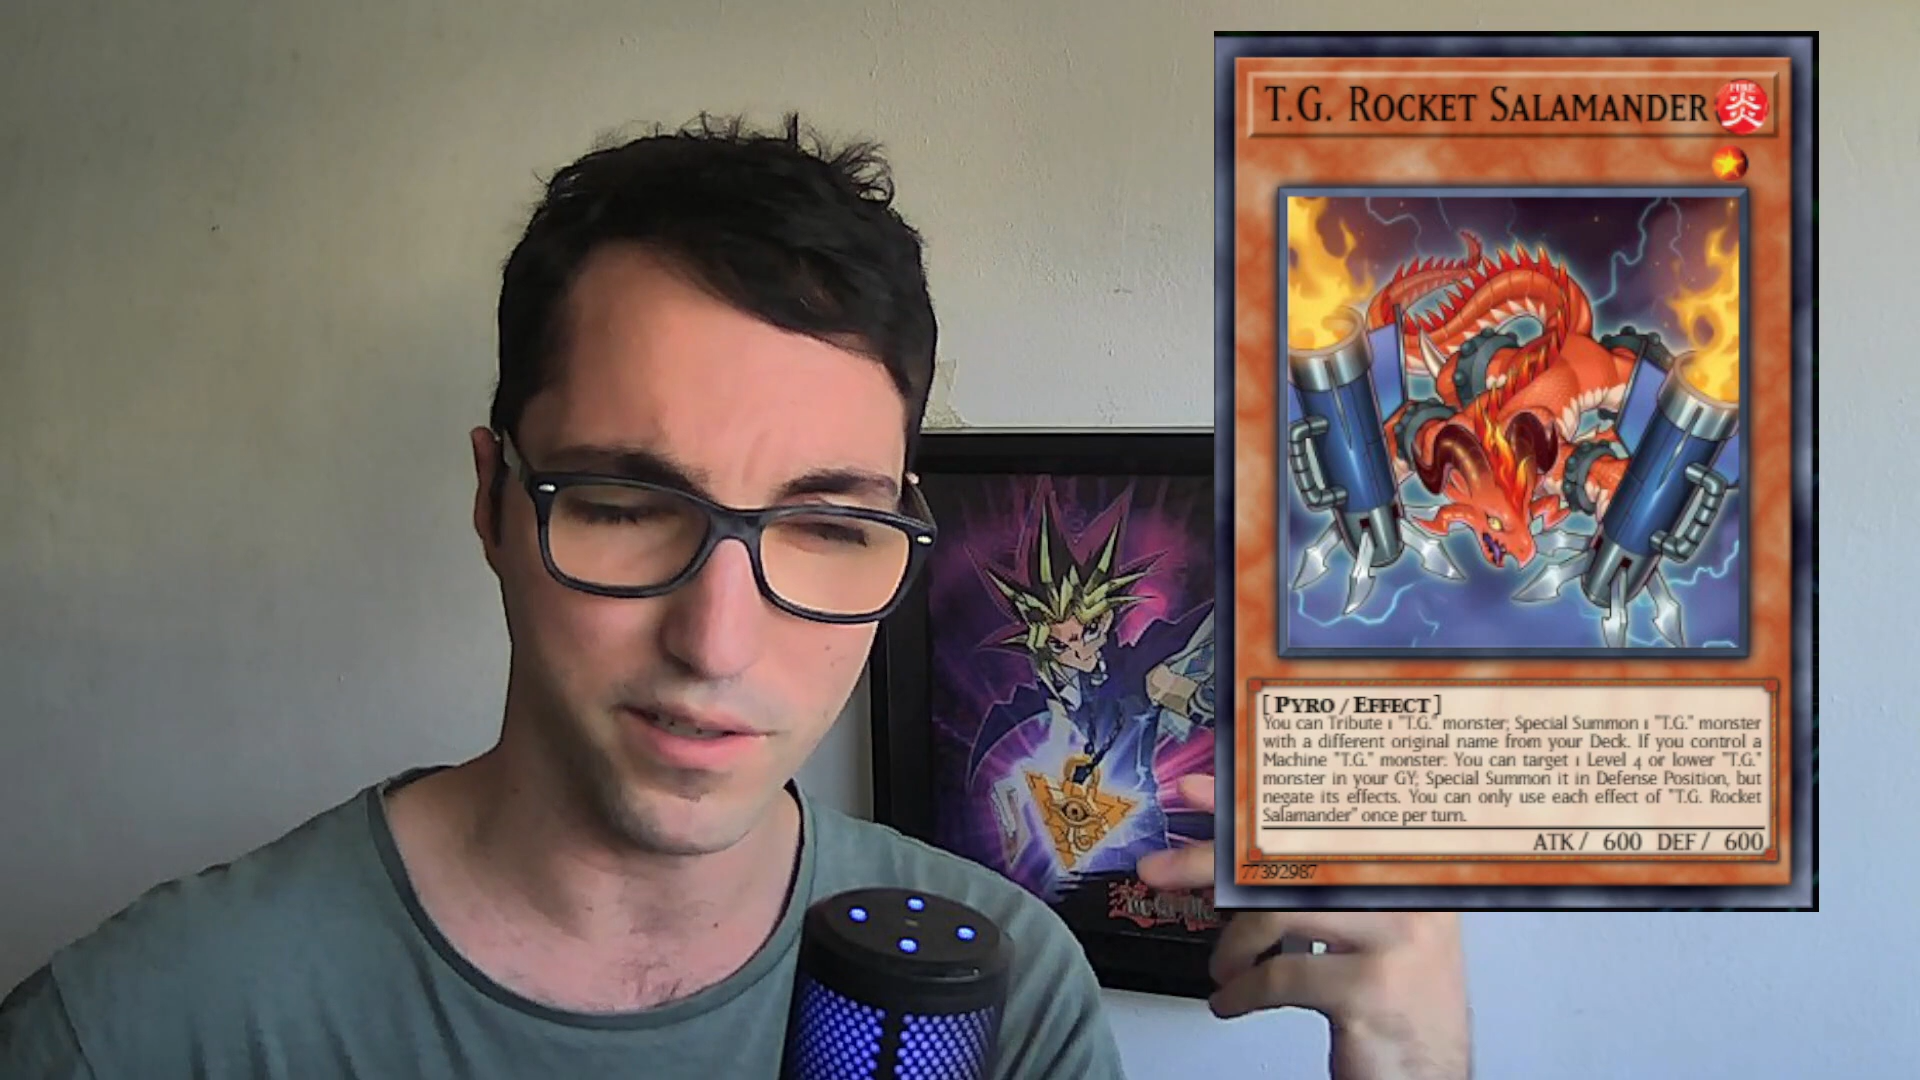 T.G. ROCKET SALAMANDER
FIRE
炎
[ PYRO / EFFECT ]
You can Tribute 1 "T.G." monster; Special Summon 1 "T.G." monster
with a different original name from your Deck. If you control a
Machine "T.G." monster: You can target 1 Level 4 or lower "T.G."
monster in your GY; Special Summon it in Defense Position, but
negate its effects. You can only use each effect of "T.G. Rocket
Salamander" once per turn.
ATK / 600 DEF / 600
77392987